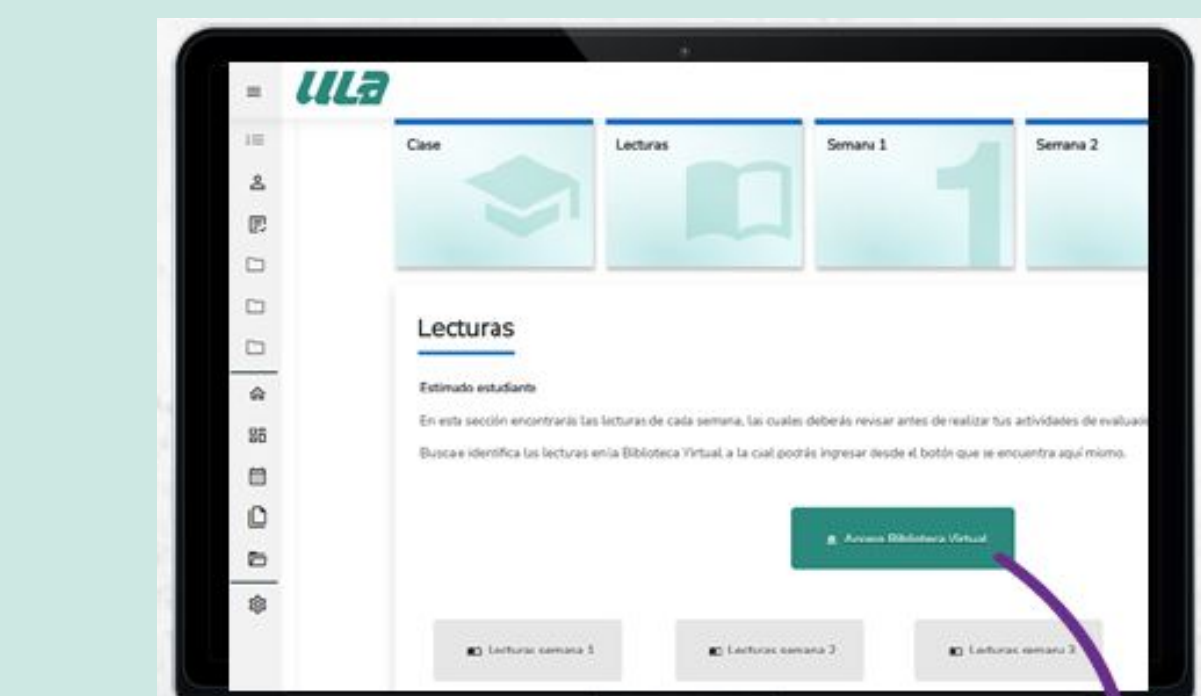 ULA
Clase
Lecturas
Semana 1
1
Semana 2
Lecturas
Estimado estudiante
En esta sección encontrarás las lecturas de cada semana, las cuales deberás revisar antes de realizar tus actividades de evaluació
Busca e identifica las lecturas en la Biblioteca Virtual a la cual podrás ingresar desde el botón que se encuentra aquí mismo.
Acceso Biblioteca Virtual
Lecturas semana 1
Lecturas semana 2
Lecturas semana 3